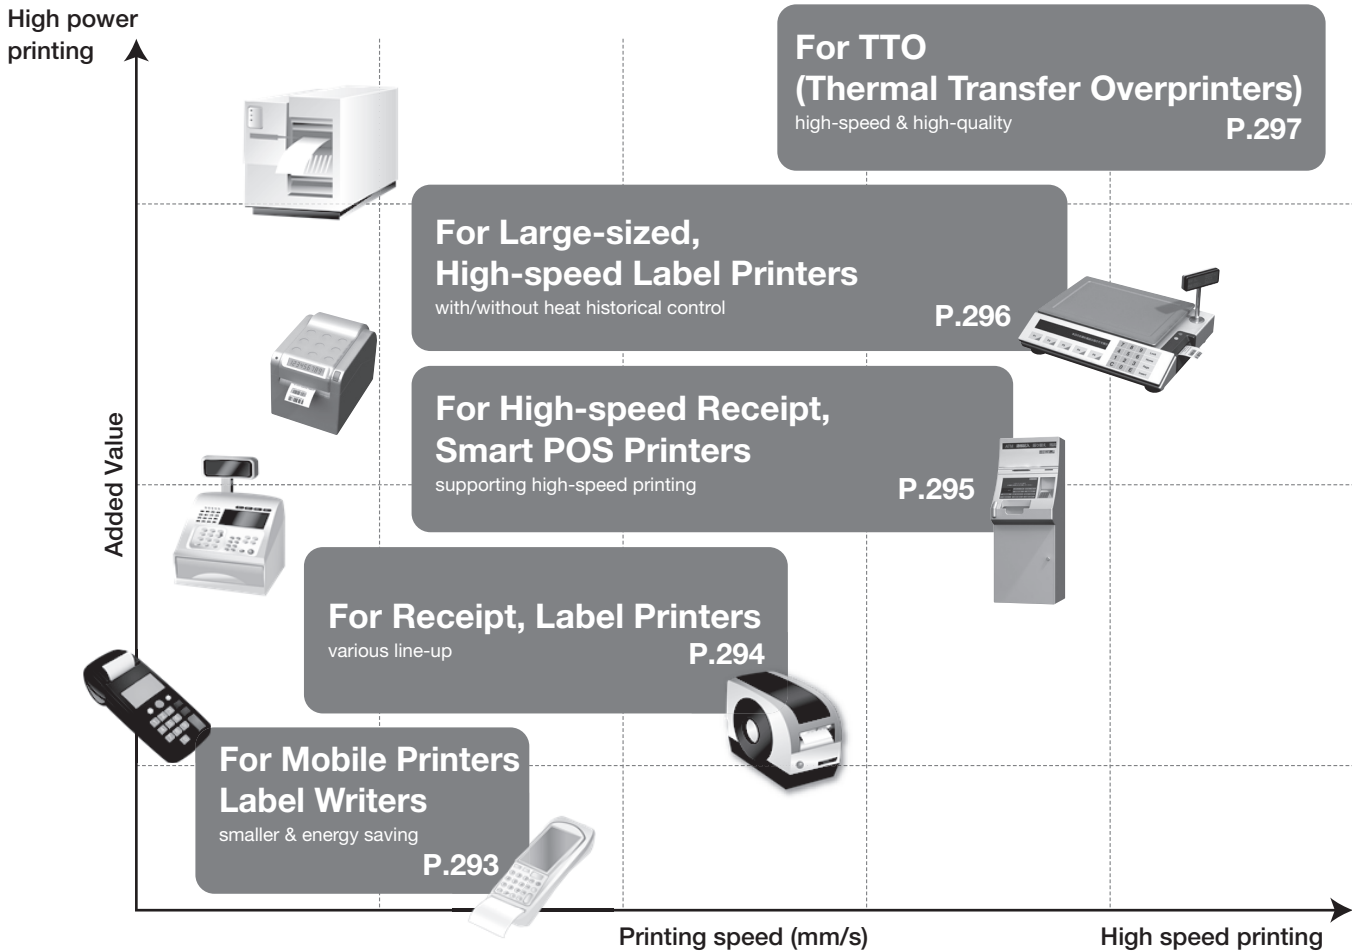 High power
printing
For TTO
(Thermal Transfer Overprinters)
high-speed & high-quality
P.297
For Large-sized,
High-speed Label Printers
with/without heat historical control
P.296
For High-speed Receipt,
Smart POS Printers
supporting high-speed printing
P.295
Added Value
For Receipt, Label Printers
various line-up
P.294
For Mobile Printers
Label Writers
smaller & energy saving
P.293
Printing speed (mm/s)
High speed printing